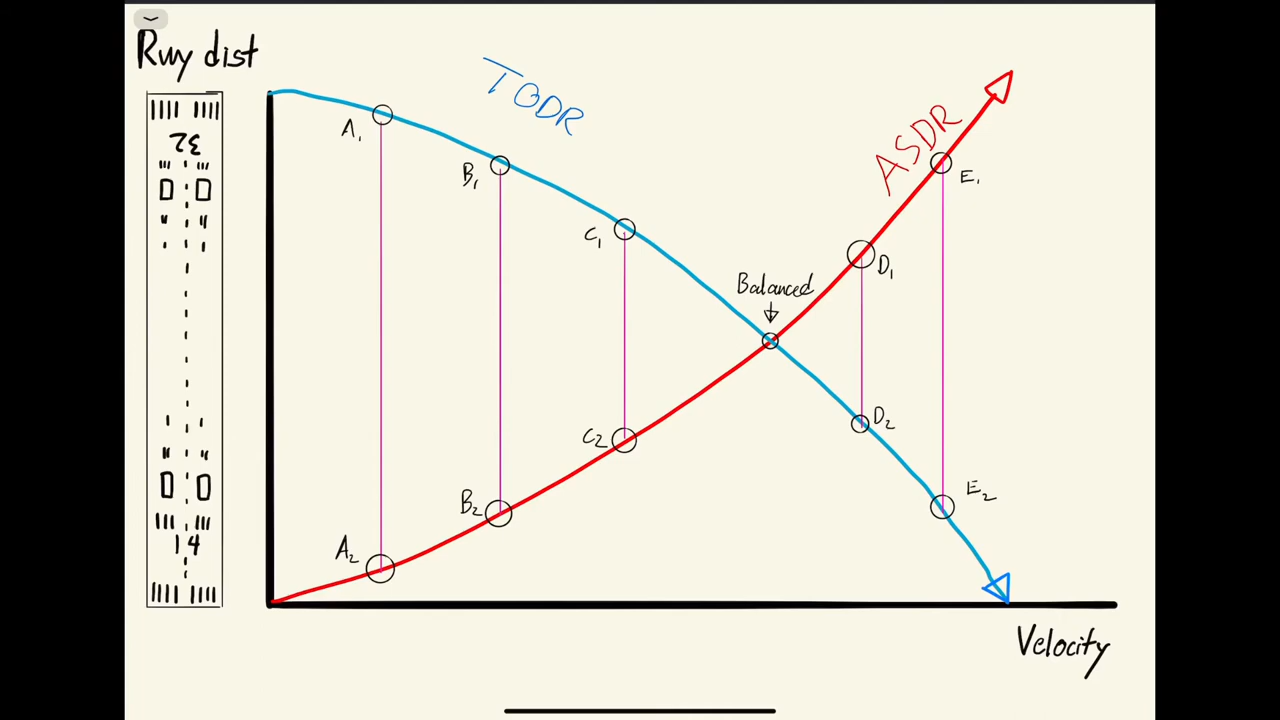 Rwy dist
TODR
ASDR
32
14
A1
B1
C1
Balanced
D1
E1
A2
B2
C2
D2
E2
Velocity